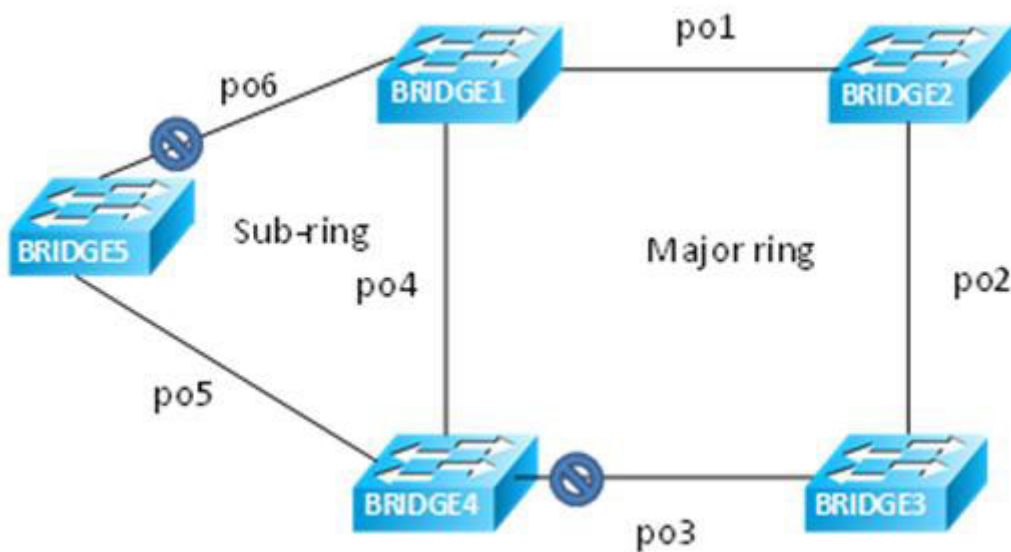 po1
po6
BRIDGE1
BRIDGE2
Sub-ring
Major ring
BRIDGE5
po4
po2
po5
BRIDGE4
BRIDGE3
po3